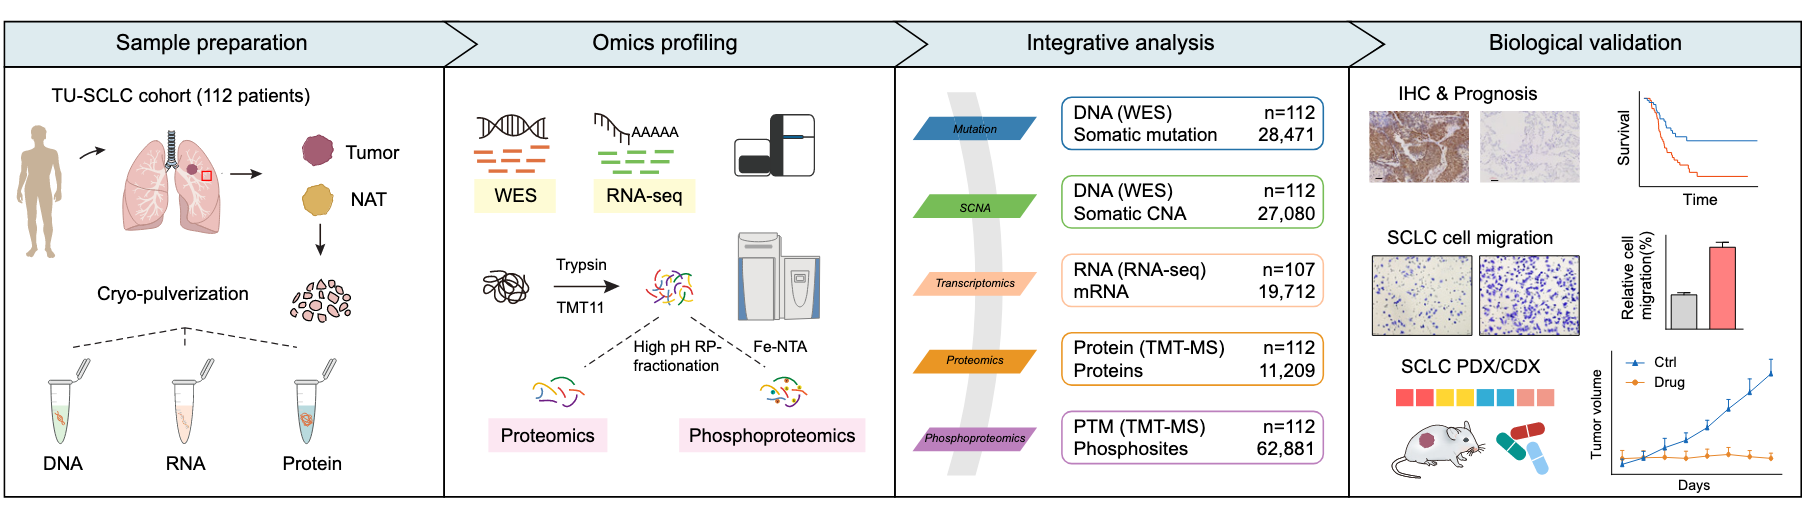 Sample preparation
TU-SCLC cohort (112 patients)
Tumor
NAT
Cryo-pulverization
DNA
RNA
Protein
Omics profiling
AAAAA
WES
RNA-seq
Trypsin
TMT11
High pH RP-
fractionation
Fe-NTA
Proteomics
Phosphoproteomics
Integrative analysis
Mutation
DNA (WES) n=112
Somatic mutation 28,471
SCNA
DNA (WES) n=112
Somatic CNA 27,080
Transcriptomics
RNA (RNA-seq) n=107
mRNA 19,712
Proteomics
Protein (TMT-MS) n=112
Proteins 11,209
Phosphoproteomics
PTM (TMT-MS) n=112
Phosphosites 62,881
Biological validation
IHC & Prognosis
Survival
Time
SCLC cell migration
Relative cell
migration(%)
SCLC PDX/CDX
Tumor volume
Ctrl
Drug
Days